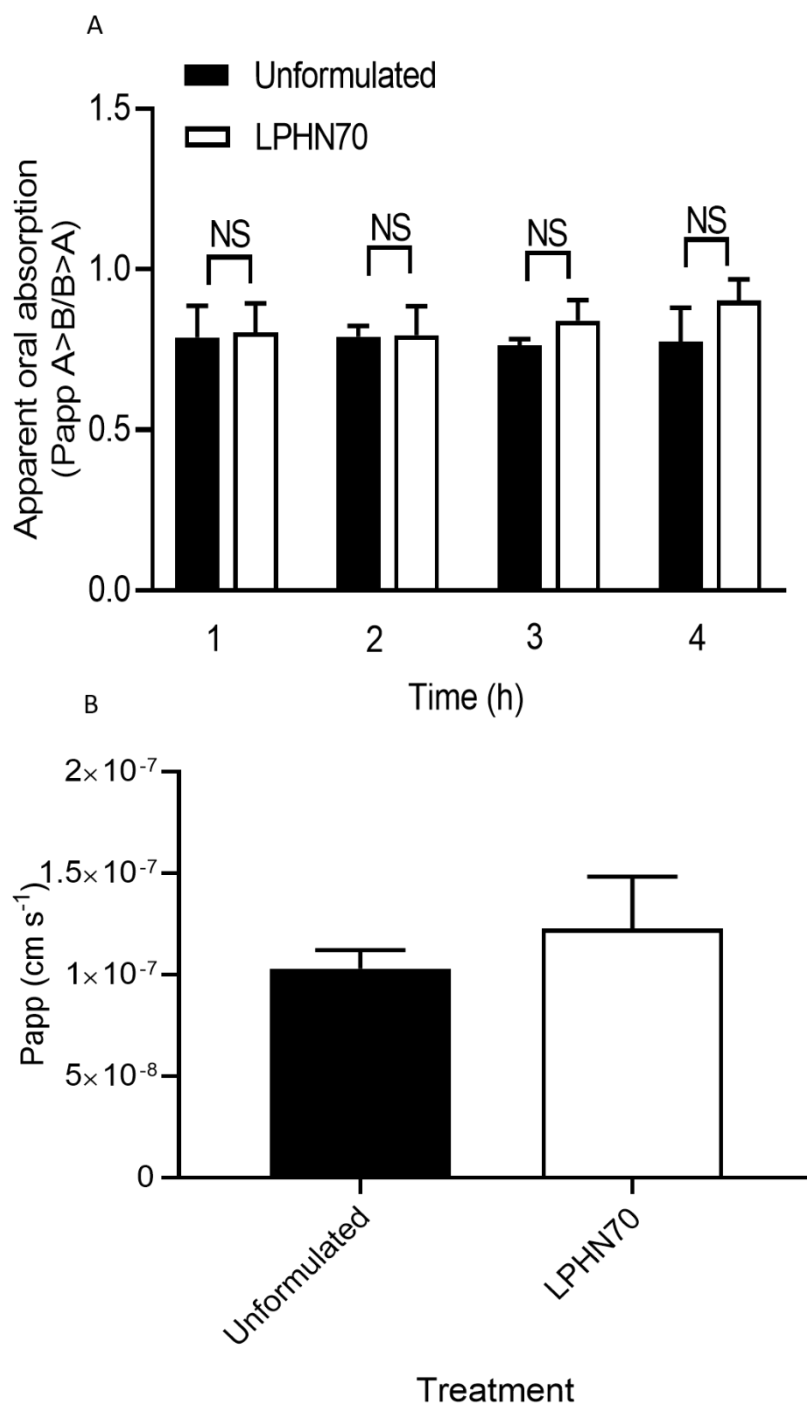 A
Unformulated
LPHN70
Apparent oral absorption
(Papp A>B/B>A)
1.5
1.0
0.5
0.0
NS
NS
NS
NS
1
2
3
4
Time (h)
B
Papp (cm s⁻¹)
2×10⁻⁷
1.5×10⁻⁷
1×10⁻⁷
5×10⁻⁸
0
Unformulated
LPHN70
Treatment